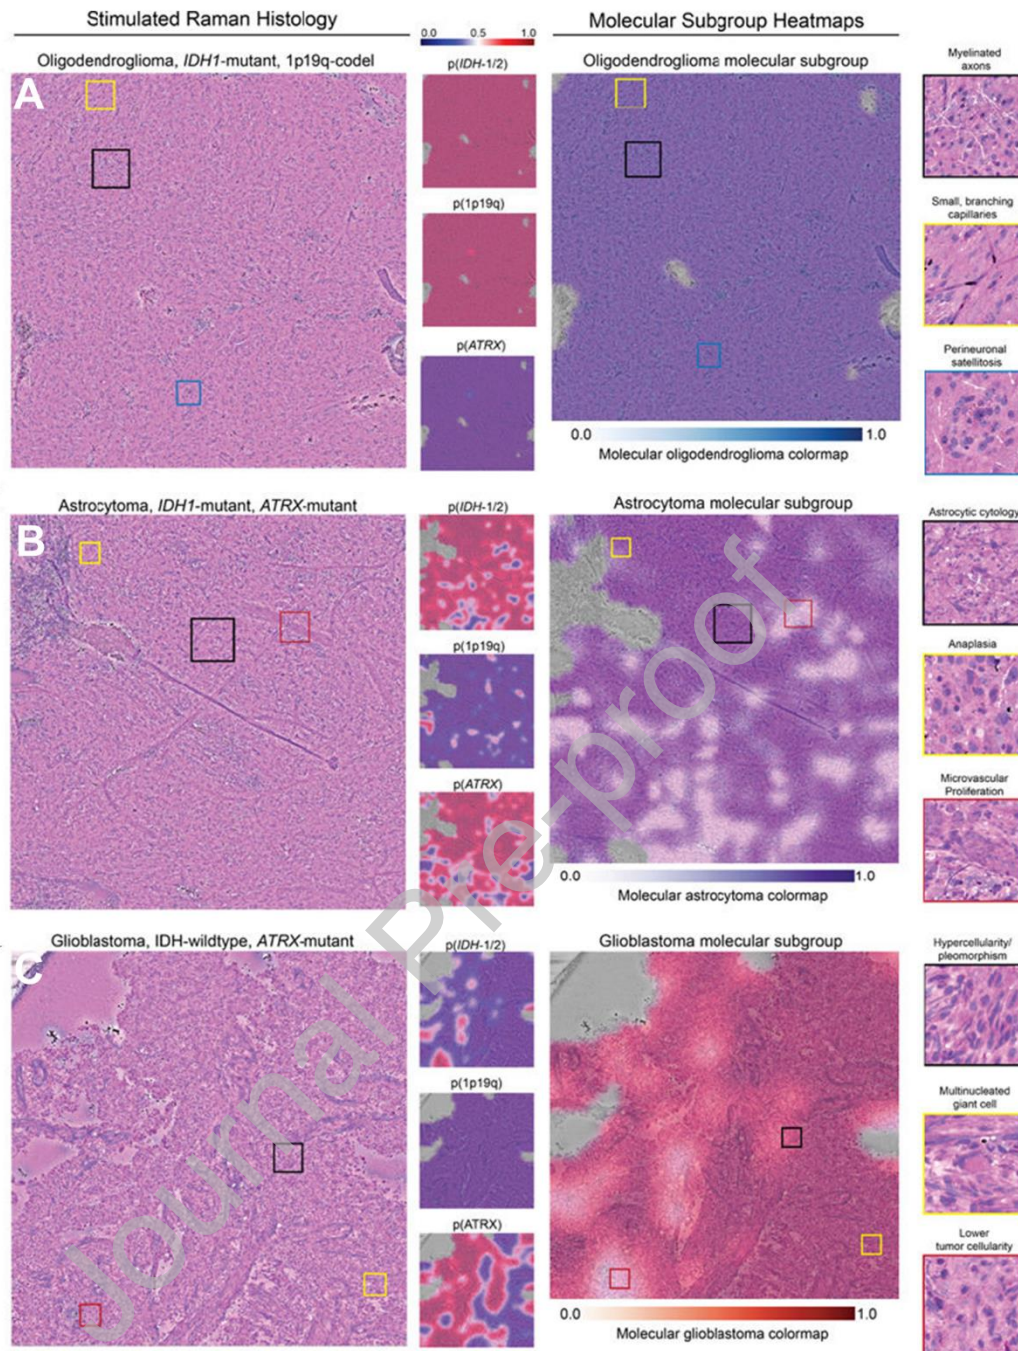 Stimulated Raman Histology
0.0 0.5 1.0
Molecular Subgroup Heatmaps
Oligodendroglioma, IDH1-mutant, 1p19q-codel
A
p(IDH-1/2)
p(1p19q)
p(ATRX)
Oligodendroglioma molecular subgroup
0.0 1.0
Molecular oligodendroglioma colormap
Myelinated
axons
Small, branching
capillaries
Perineuronal
satellitosis
Astrocytoma, IDH1-mutant, ATRX-mutant
B
p(IDH-1/2)
p(1p19q)
p(ATRX)
Astrocytoma molecular subgroup
0.0 1.0
Molecular astrocytoma colormap
Astrocytic cytology
Anaplasia
Microvascular
Proliferation
Glioblastoma, IDH-wildtype, ATRX-mutant
C
p(IDH-1/2)
p(1p19q)
p(ATRX)
Glioblastoma molecular subgroup
0.0 1.0
Molecular glioblastoma colormap
Hypercellularity/
pleomorphism
Multinucleated
giant cell
Lower
tumor cellularity
Journal Pre-proof